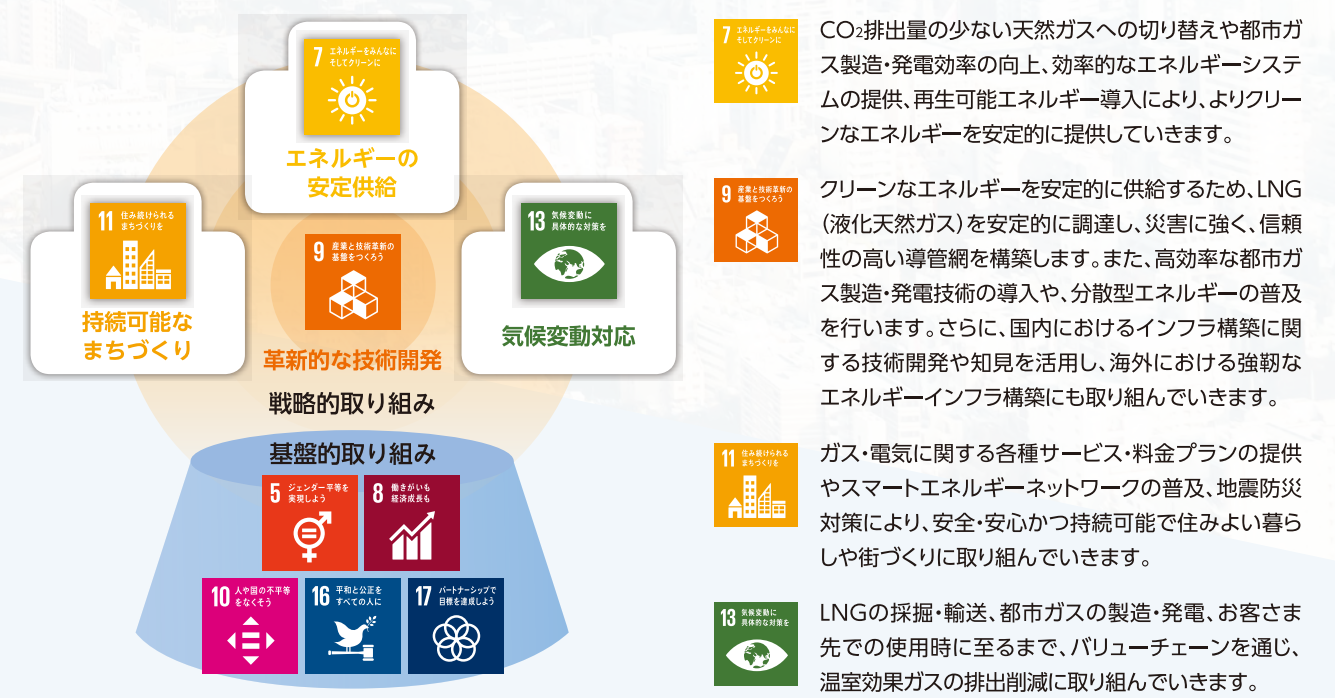 7 エネルギーをみんなに
そしてクリーンに
エネルギーの
安定供給
11 住み続けられる
まちづくりを
持続可能な
まちづくり
9 産業と技術革新の
基盤をつくろう
革新的な技術開発
13 気候変動に
具体的な対策を
気候変動対応
戦略的取り組み
基盤的取り組み
5 ジェンダー平等を
実現しよう
8 働きがいも
経済成長も
10 人や国の不平等
をなくそう
16 平和と公正を
すべての人に
17 パートナーシップで
目標を達成しよう
7 エネルギーをみんなに
そしてクリーンに
CO₂排出量の少ない天然ガスへの切り替えや都市ガ
ス製造・発電効率の向上、効率的なエネルギーシステ
ムの提供、再生可能エネルギー導入により、よりクリー
ンなエネルギーを安定的に提供していきます。
9 産業と技術革新の
基盤をつくろう
クリーンなエネルギーを安定的に供給するため、LNG
（液化天然ガス）を安定的に調達し、災害に強く、信頼
性の高い導管網を構築します。また、高効率な都市ガ
ス製造・発電技術の導入や、分散型エネルギーの普及
を行います。さらに、国内におけるインフラ構築に関
する技術開発や知見を活用し、海外における強靭な
エネルギーインフラ構築にも取り組んでいきます。
11 住み続けられる
まちづくりを
ガス・電気に関する各種サービス・料金プランの提供
やスマートエネルギーネットワークの普及、地震防災
対策により、安全・安心かつ持続可能で住みよい暮ら
しや街づくりに取り組んでいきます。
13 気候変動に
具体的な対策を
LNGの採掘・輸送、都市ガスの製造・発電、お客さま
先での使用時に至るまで、バリューチェーンを通じ、
温室効果ガスの排出削減に取り組んでいきます。